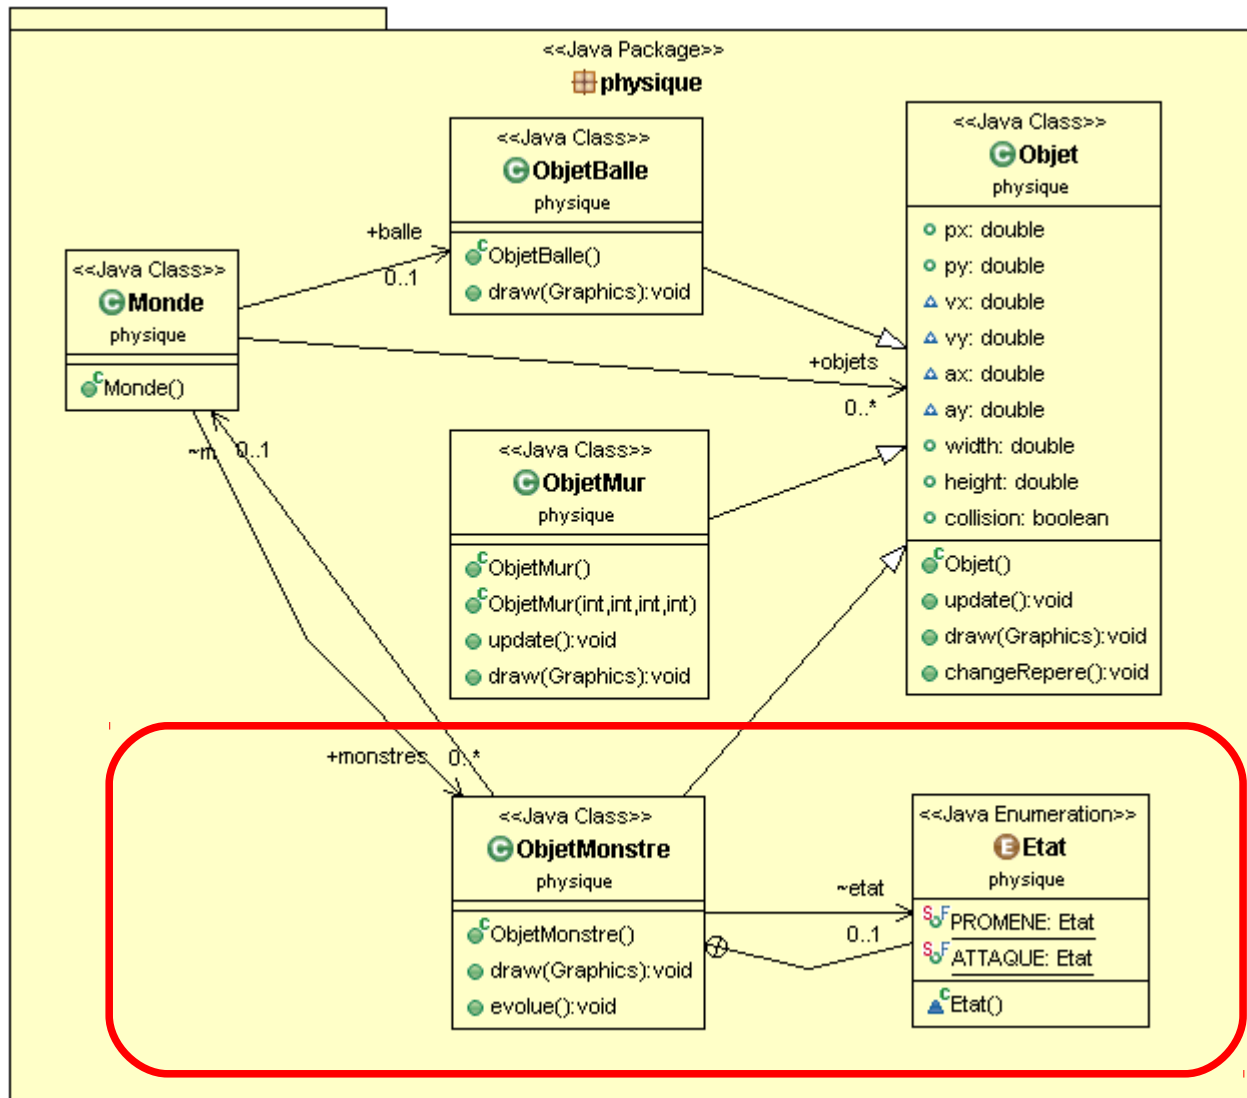 <<Java Package>>
physique
<<Java Class>>
ObjetBalle
physique
ObjetBalle()
draw(Graphics):void
<<Java Class>>
Objet
physique
px: double
py: double
vx: double
vy: double
ax: double
ay: double
width: double
height: double
collision: boolean
Objet()
update():void
draw(Graphics):void
changeRepere():void
+balle
0..1
<<Java Class>>
Monde
physique
Monde()
+objets
0..*
~m
0..1
<<Java Class>>
ObjetMur
physique
ObjetMur()
ObjetMur(int,int,int,int)
update():void
draw(Graphics):void
+monstres
0..*
<<Java Class>>
ObjetMonstre
physique
ObjetMonstre()
draw(Graphics):void
evolue():void
~etat
0..1
<<Java Enumeration>>
Etat
physique
PROMENE: Etat
ATTAQUE: Etat
Etat()